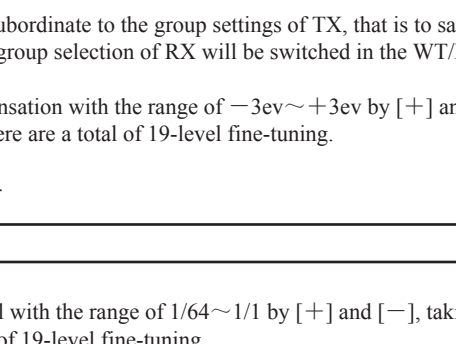 ubordinate to the group settings of TX, that is to sa
group selection of RX will be switched in the WT/
nsation with the range of －3ev～＋3ev by [＋] an
ere are a total of 19-level fine-tuning.
.
l with the range of 1/64～1/1 by [＋] and [－], taki
of 19-level fine-tuning